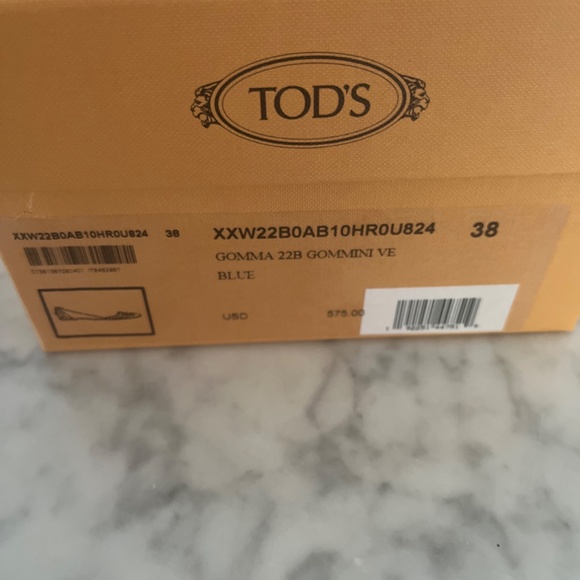 TOD'S
XXW22B0AB10HR0U824 38
XXW22B0AB10HR0U824 38
GOMMA 22B GOMMINI VE
BLUE
USD 575.00